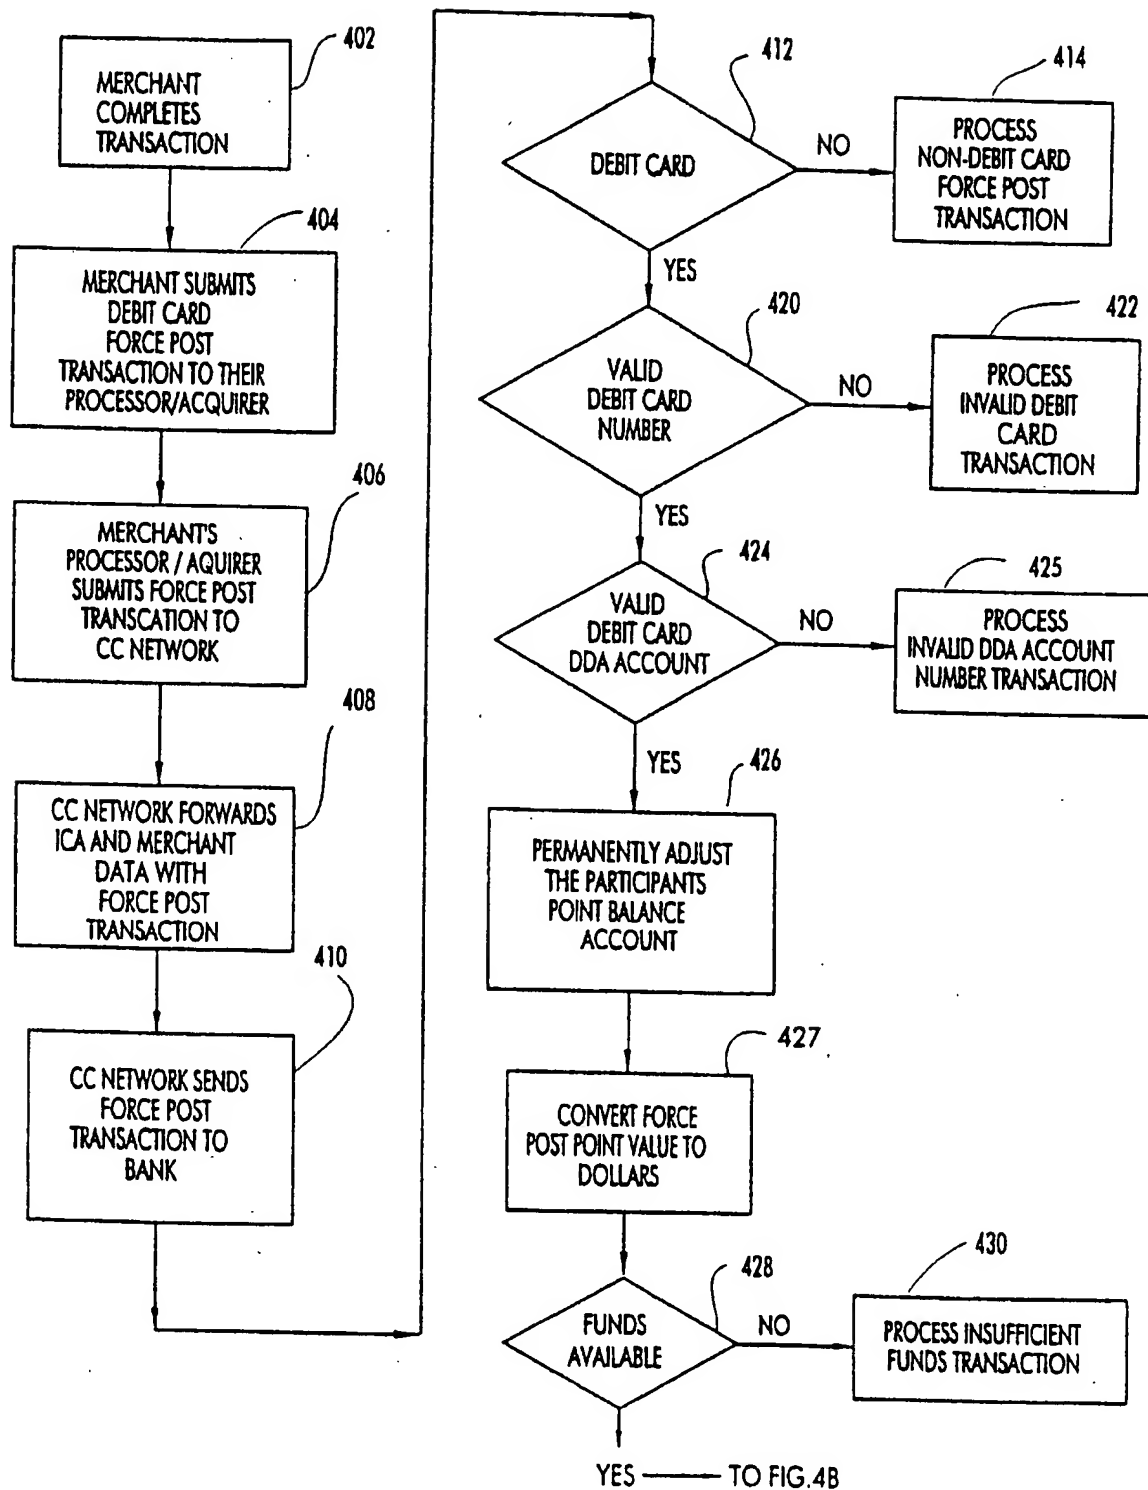 402
MERCHANT
COMPLETES
TRANSACTION
404
MERCHANT SUBMITS
DEBIT CARD
FORCE POST
TRANSACTION TO THEIR
PROCESSOR/ACQUIRER
406
MERCHANT'S
PROCESSOR / AQUIRER
SUBMITS FORCE POST
TRANSCATION TO
CC NETWORK
408
CC NETWORK FORWARDS
ICA AND MERCHANT
DATA WITH
FORCE POST
TRANSACTION
410
CC NETWORK SENDS
FORCE POST
TRANSACTION TO
BANK
412
DEBIT CARD
NO
414
PROCESS
NON-DEBIT CARD
FORCE POST
TRANSACTION
YES
420
VALID
DEBIT CARD
NUMBER
NO
422
PROCESS
INVALID DEBIT
CARD
TRANSACTION
YES
424
VALID
DEBIT CARD
DDA ACCOUNT
NO
425
PROCESS
INVALID DDA ACCOUNT
NUMBER TRANSACTION
YES
426
PERMANENTLY ADJUST
THE PARTICIPANTS
POINT BALANCE
ACCOUNT
427
CONVERT FORCE
POST POINT VALUE TO
DOLLARS
428
FUNDS
AVAILABLE
NO
430
PROCESS INSUFFICIENT
FUNDS TRANSACTION
YES TO FIG.4B